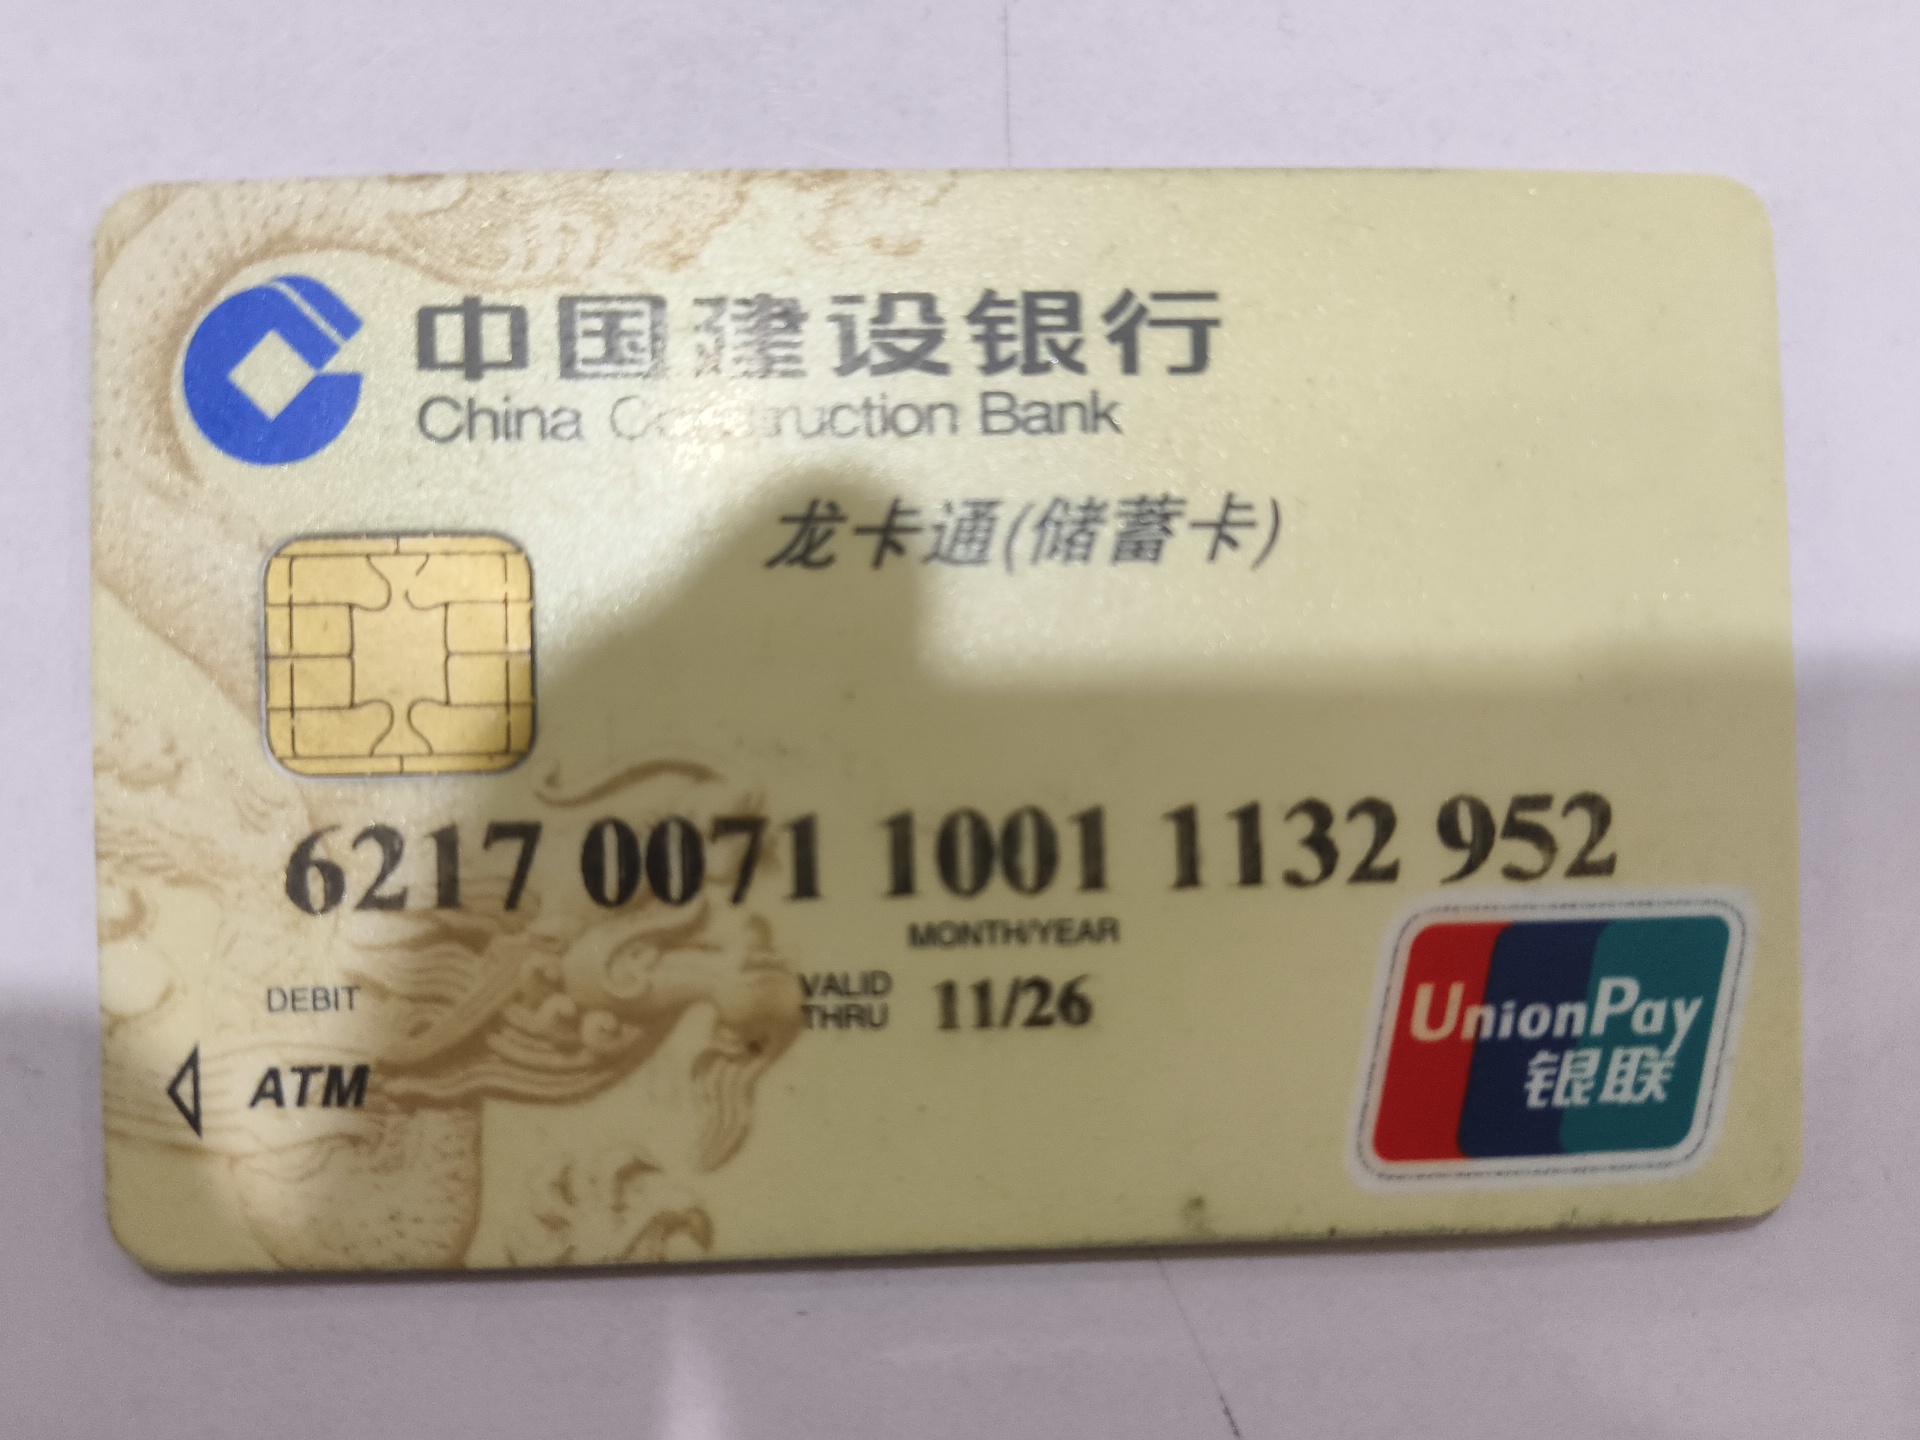 中国建设银行
China Construction Bank
龙卡通(储蓄卡)
6217 0071 1001 1132 952
MONTH/YEAR
DEBIT
VALID THRU 11/26
ATM
UnionPay
银联